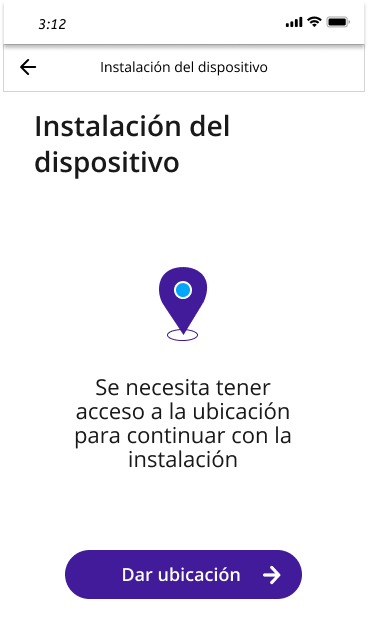 3:12
Instalación del dispositivo
Instalación del
dispositivo
Se necesita tener
acceso a la ubicación
para continuar con la
instalación
Dar ubicación